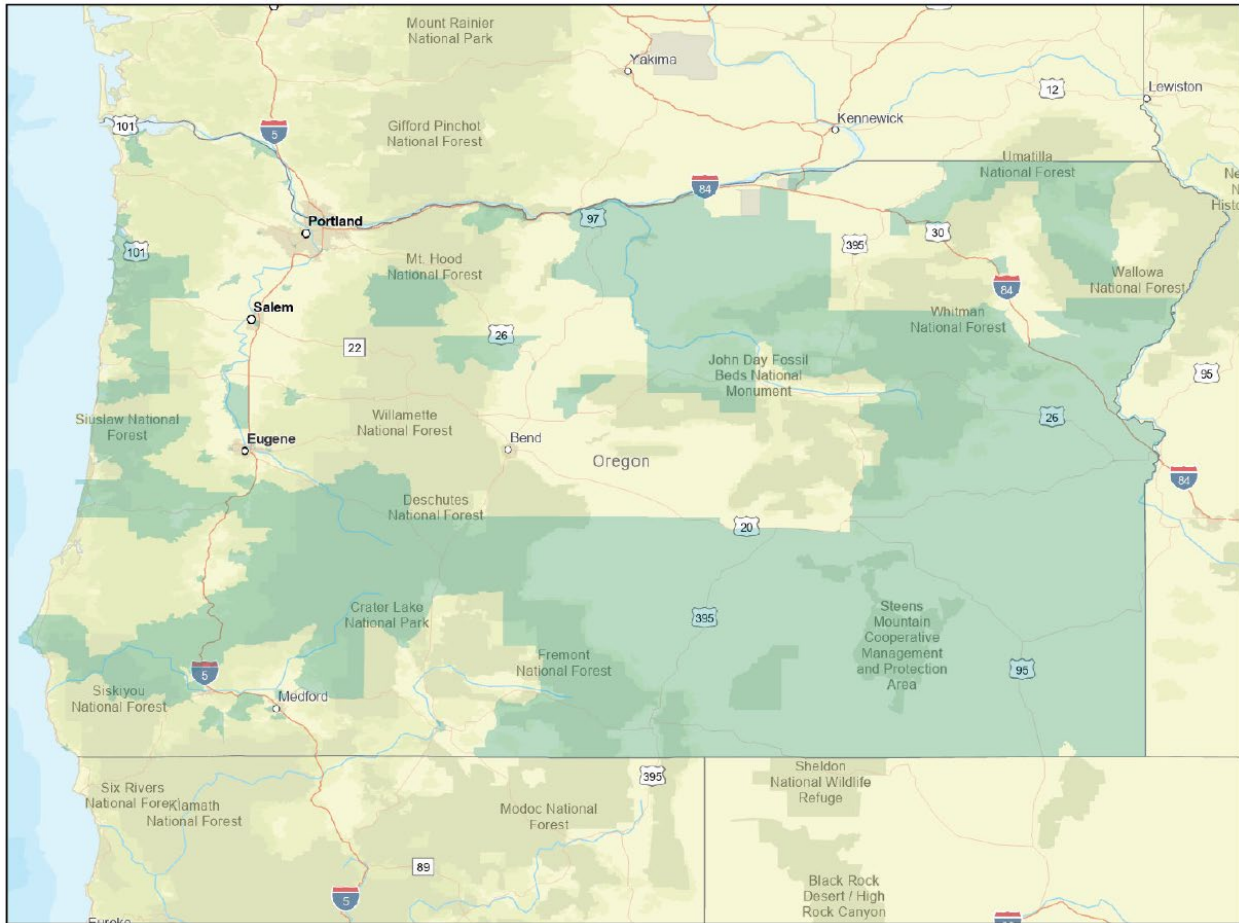 Mount Rainier
National Park
Yakima
12
Lewiston
101
5
Gifford Pinchot
National Forest
Kennewick
Umatilla
National Forest
84
97
Portland
101
30
395
Mt. Hood
National Forest
Wallowa
National Forest
84
Salem
Whitman
National Forest
26
22
John Day Fossil
Beds National
Monument
95
Siuslaw National
Forest
Willamette
National Forest
26
Eugene
Bend
Oregon
84
Deschutes
National Forest
20
Crater Lake
National Park
395
Steens
Mountain
Cooperative
Management
and Protection
Area
Fremont
National Forest
5
95
Siskiyou
National Forest
Medford
Six Rivers
National Forest
Klamath
National Forest
395
Sheldon
National Wildlife
Refuge
Modoc National
Forest
89
5
Black Rock
Desert / High
Rock Canyon